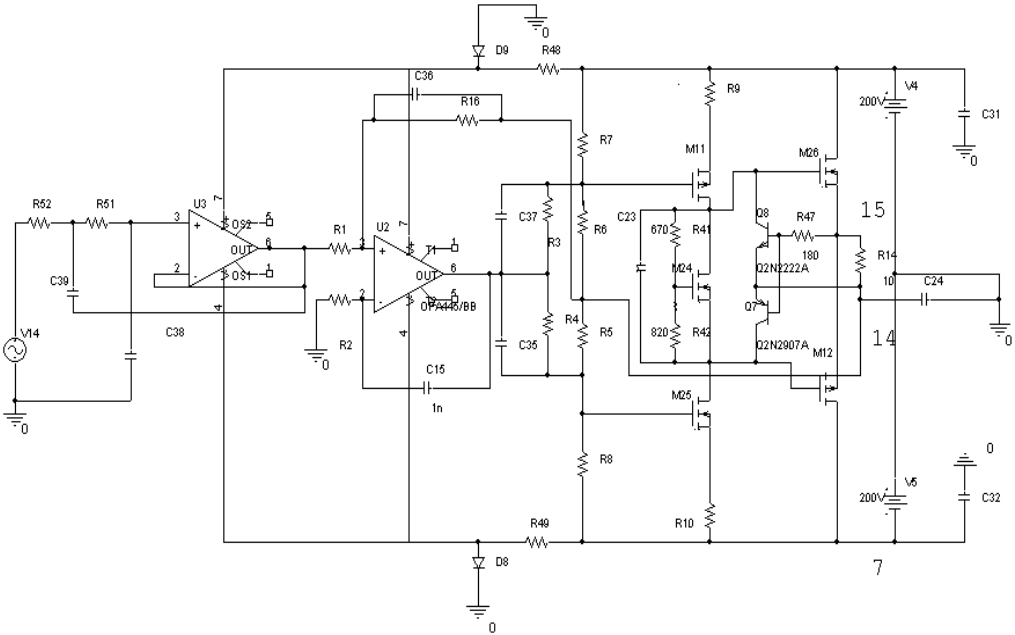 0
D9
R48
C36
R16
V4
200V
R9
C31
0
R7
M11
M26
R52
R51
U3
7
5
OS2
3
+
OUT
6
2
-
OS1
1
4
C37
R3
R6
C23
670
R41
Q8
R47
15
180
R14
10
R1
U2
7
3
+
1
OUT
6
2
-
5
OPA445/BB
4
M24
Q2N2222A
C24
0
C39
C38
V14
0
R2
0
C35
R4
R5
820
R42
Q7
Q2N2907A
14
M12
C15
1n
M25
R8
0
V5
200V
C32
R49
R10
D8
0
7